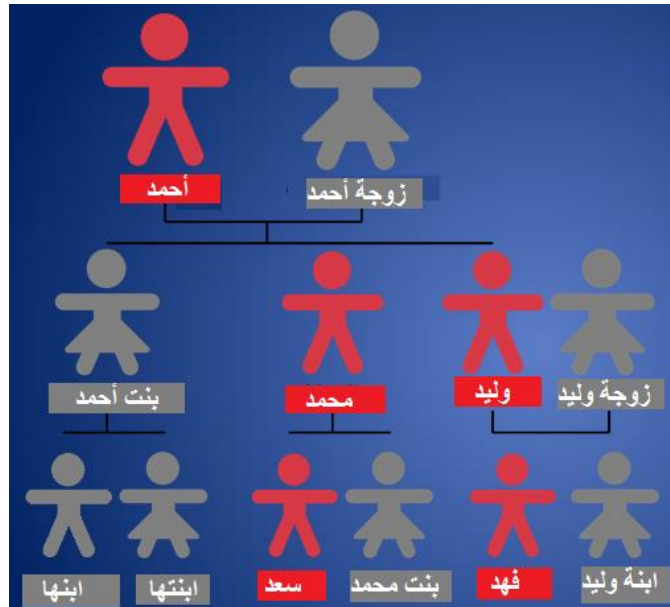 أحمد
زوجة أحمد
زوجة وليد
وليد
محمد
بنت أحمد
ابنة وليد
فهد
بنت محمد
سعد
ابنتها
ابنها